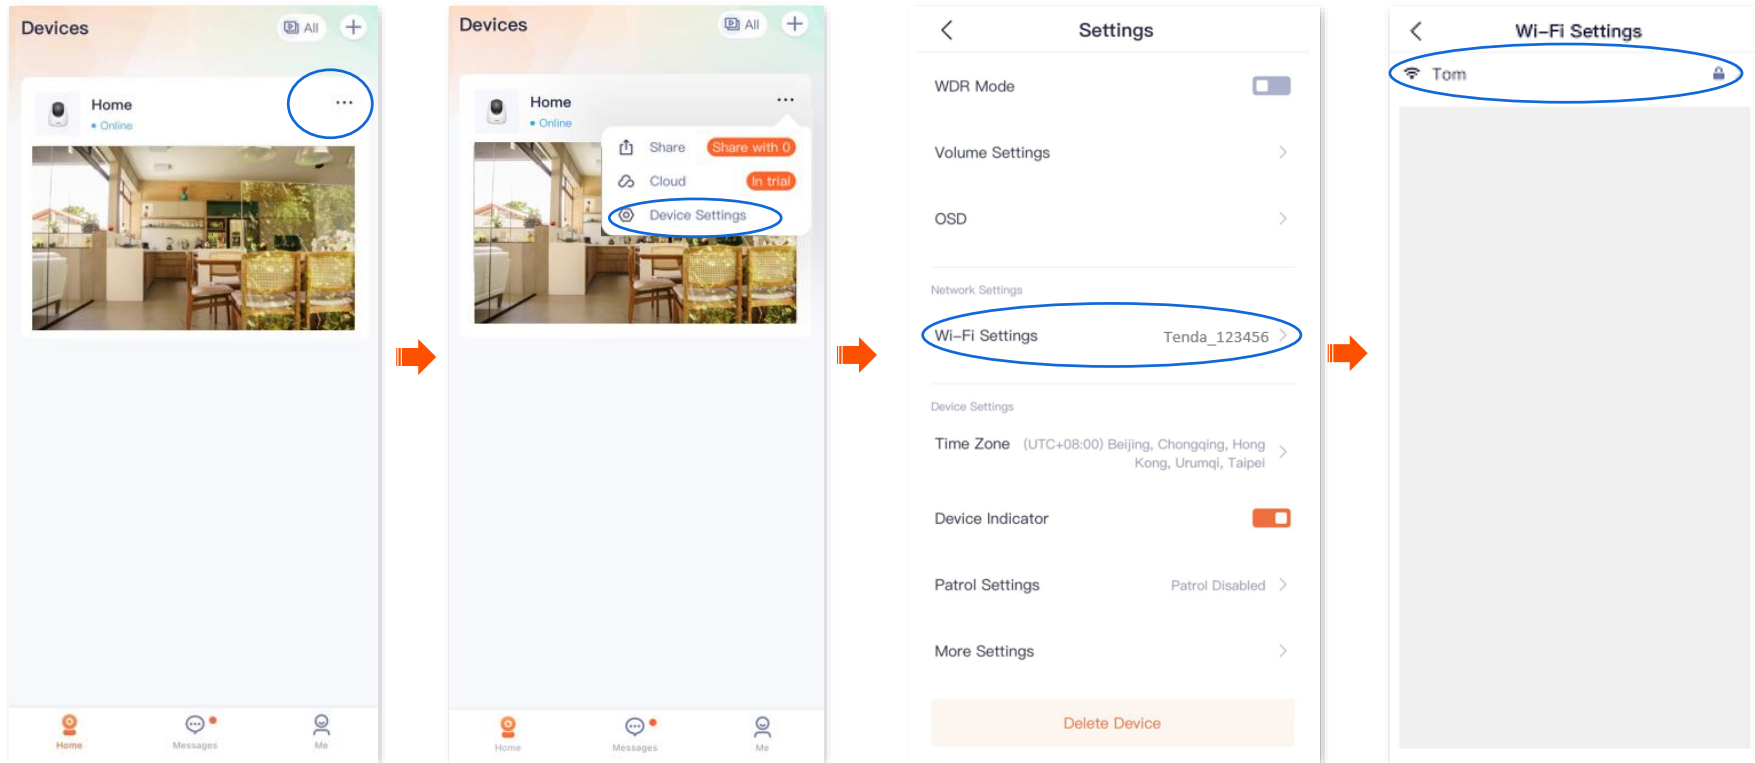 Devices
All
Home
...
Online
Home
Messages
Me
Devices
All
Home
...
Online
Share Share with 0
Cloud In trial
Device Settings
Home
Messages
Me
Settings
WDR Mode
Volume Settings
OSD
Network Settings
Wi-Fi Settings Tenda_123456
Device Settings
Time Zone (UTC+08:00) Beijing, Chongqing, Hong
Kong, Urumqi, Taipei
Device Indicator
Patrol Settings Patrol Disabled
More Settings
Delete Device
Wi-Fi Settings
Tom